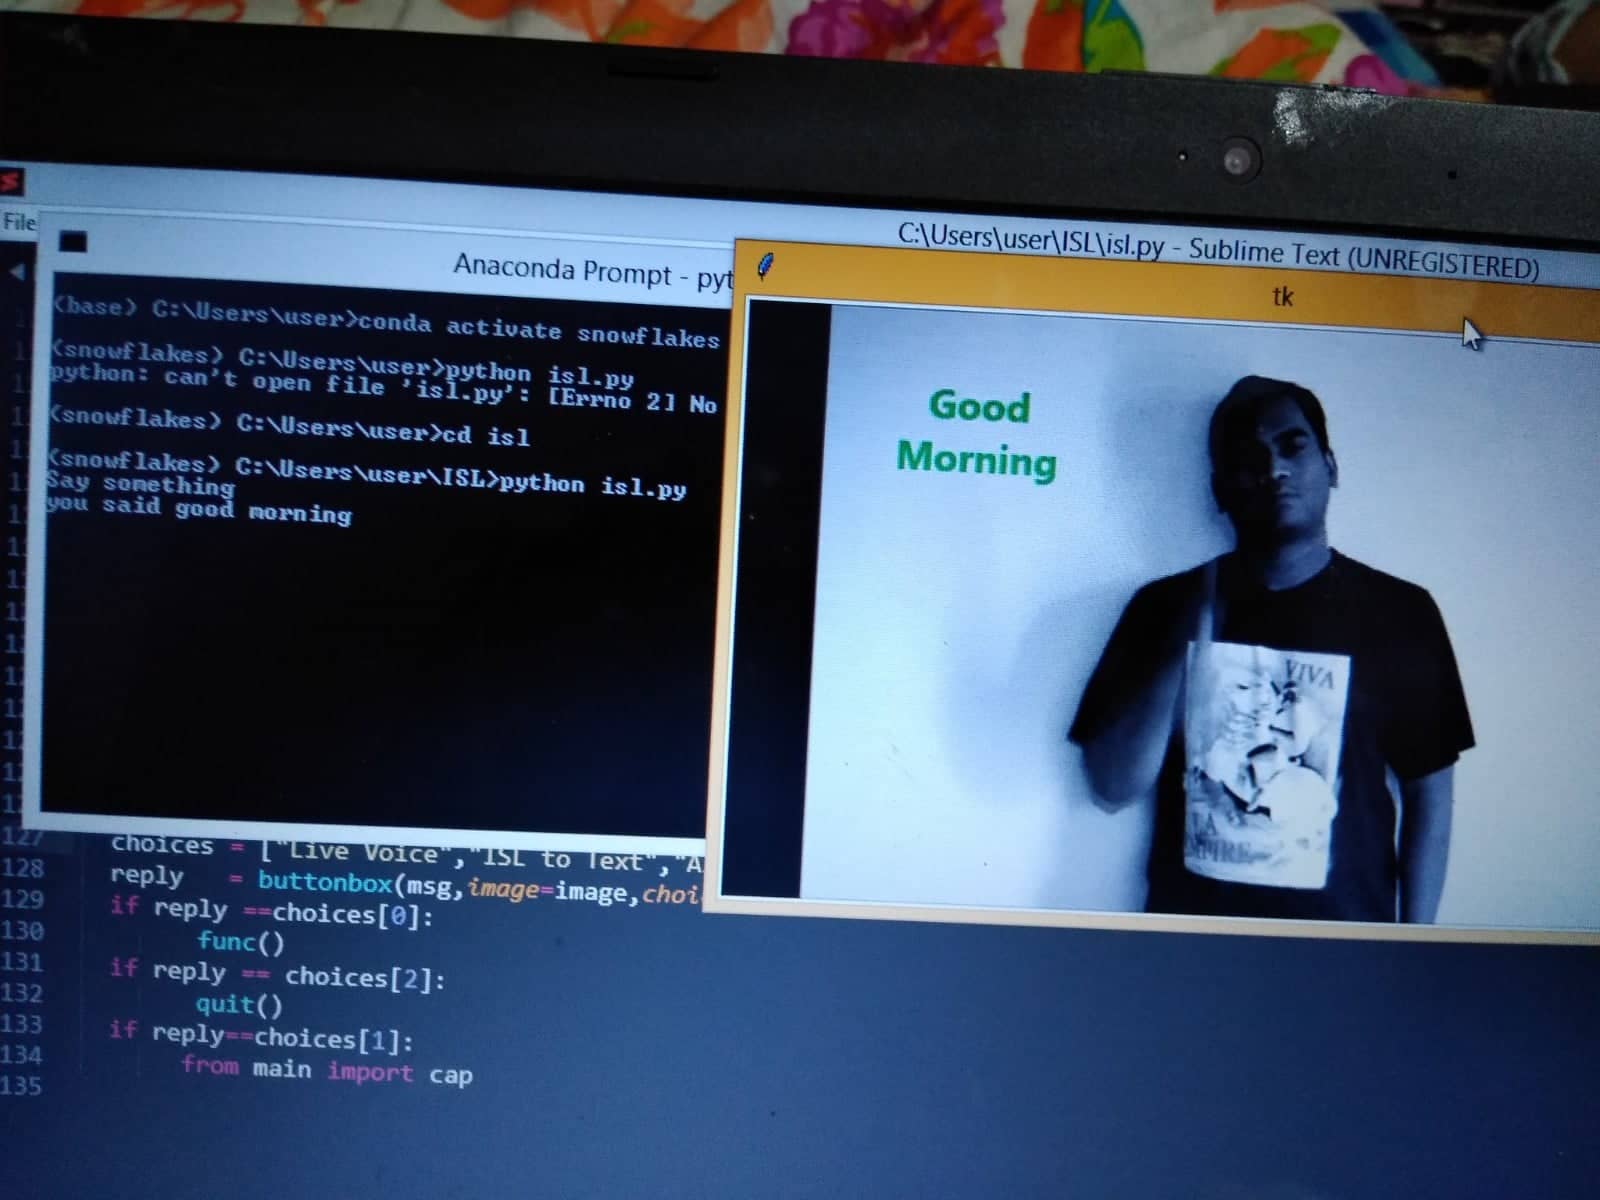 C:\Users\user\ISL\isl.py - Sublime Text (UNREGISTERED)
File
Anaconda Prompt - pyt
(base) C:\Users\user>conda activate snowflakes
(snowflakes) C:\Users\user>python isl.py
python: can't open file 'isl.py': [Errno 2] No
(snowflakes) C:\Users\user>cd isl
(snowflakes) C:\Users\user\ISL>python isl.py
Say something
you said good morning
tk
Good
Morning
VIVA
LA
127 choices = ["Live Voice","ISL to Text","A
128 reply = buttonbox(msg,image=image,choi
129 if reply ==choices[0]:
130 func()
131 if reply == choices[2]:
132 quit()
133 if reply==choices[1]:
134 from main import cap
135